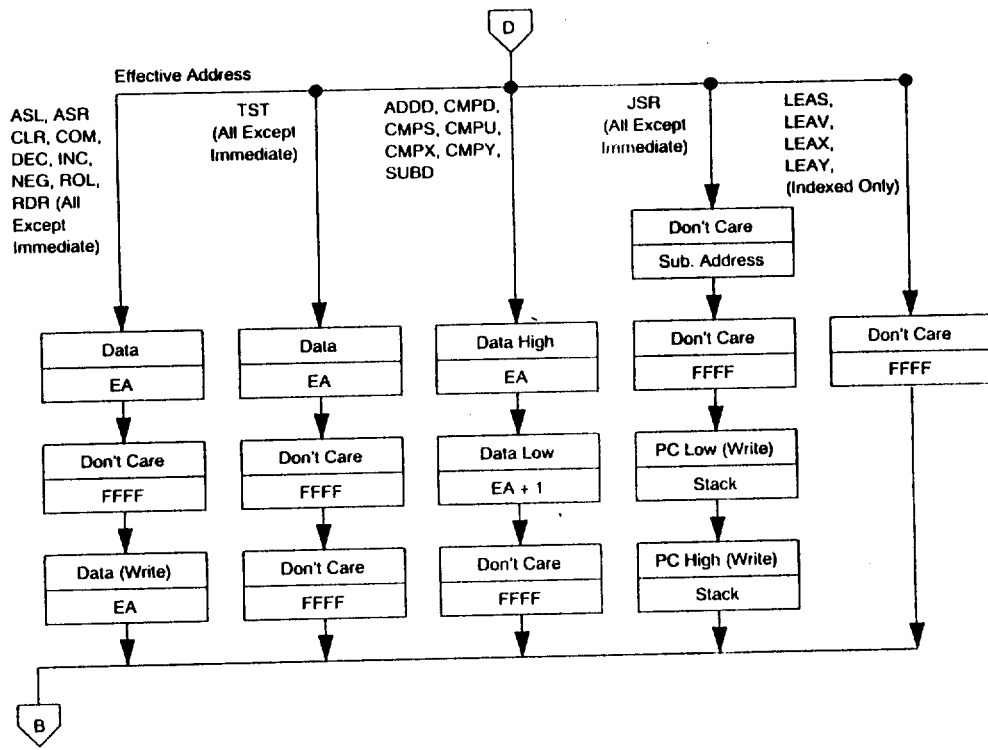 D
Effective Address
ASL, ASR
CLR, COM,
DEC, INC,
NEG, ROL,
RDR (All
Except
Immediate)
TST
(All Except
Immediate)
ADDD, CMPD,
CMPS, CMPU,
CMPX, CMPY,
SUBD
JSR
(All Except
Immediate)
LEAS,
LEAV,
LEAX,
LEAY,
(Indexed Only)
Data
EA
Don't Care
FFFF
Data (Write)
EA
Data
EA
Don't Care
FFFF
Don't Care
FFFF
Data High
EA
Data Low
EA + 1
Don't Care
FFFF
Don't Care
Sub. Address
Don't Care
FFFF
PC Low (Write)
Stack
PC High (Write)
Stack
Don't Care
FFFF
B